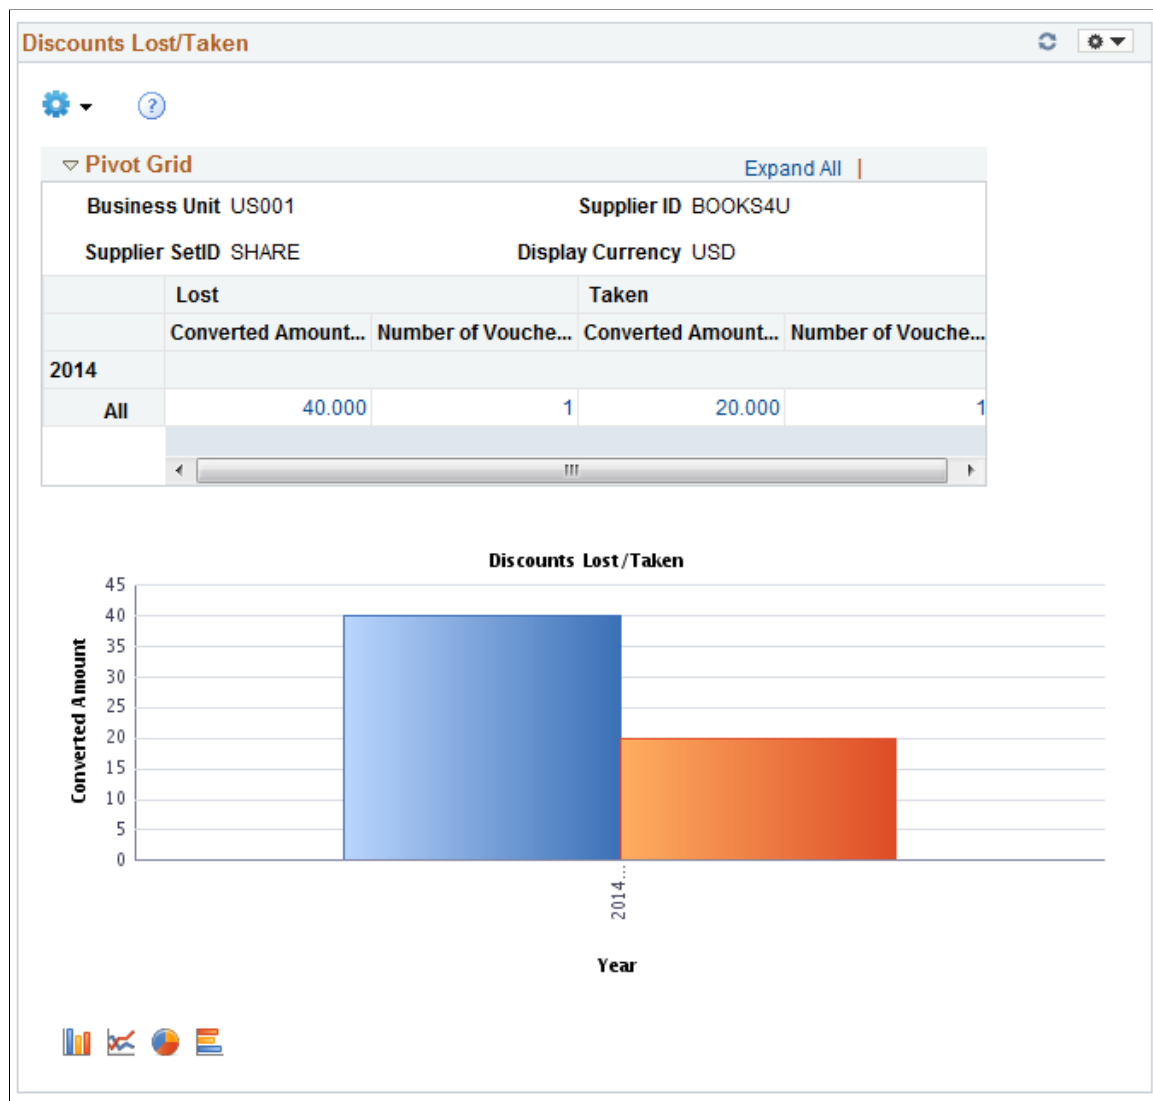 Discounts Lost/Taken
?
Pivot Grid Expand All |
Business Unit US001 Supplier ID BOOKS4U
Supplier SetID SHARE Display Currency USD
Lost Taken
Converted Amount... Number of Vouche... Converted Amount... Number of Vouche...
2014
All 40.000 1 20.000 1
Discounts Lost/Taken
45
40
35
30
25
20
15
10
5
0
Converted Amount
2014...
Year